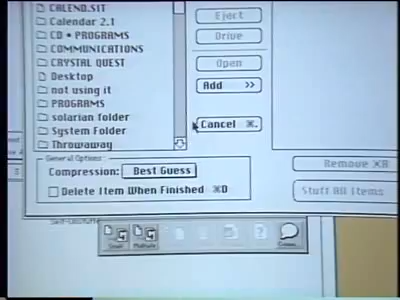 CALEND.SIT
Calendar 2.1
CD • PROGRAMS
COMMUNICATIONS
CRYSTAL QUEST
Desktop
not using it
PROGRAMS
solarian folder
System Folder
Throwaway
Eject
Drive
Open
Add >>
Cancel ⌘.
General Options:
Compression: Best Guess
Delete Item When Finished ⌘D
Remove ⌘R
Stuff All Items